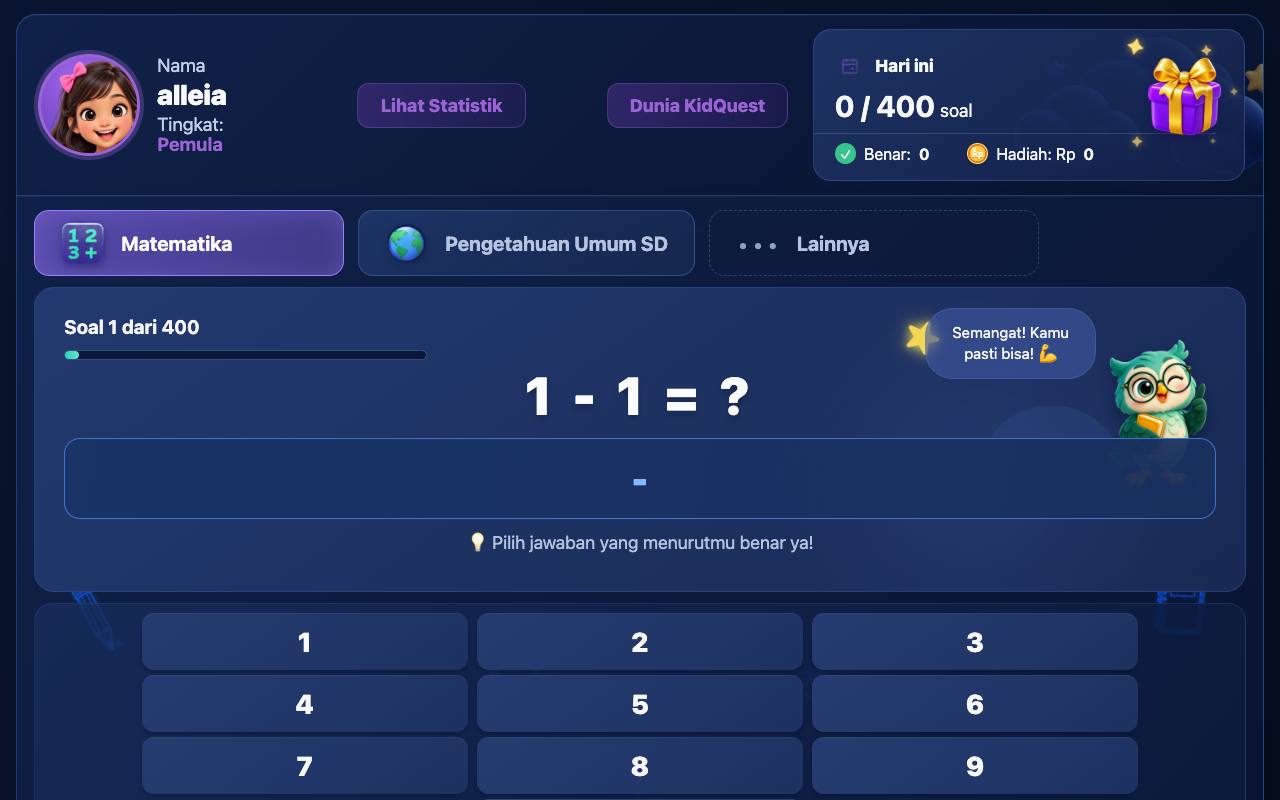 Nama
alleia
Tingkat:
Pemula
Lihat Statistik
Dunia KidQuest
Hari ini
0 / 400 soal
Benar: 0
Rp
Hadiah: Rp 0
1 2
3 +
Matematika
Pengetahuan Umum SD
Lainnya
Soal 1 dari 400
Semangat! Kamu
pasti bisa! 💪
1 - 1 = ?
-
💡 Pilih jawaban yang menurutmu benar ya!
1
2
3
4
5
6
7
8
9